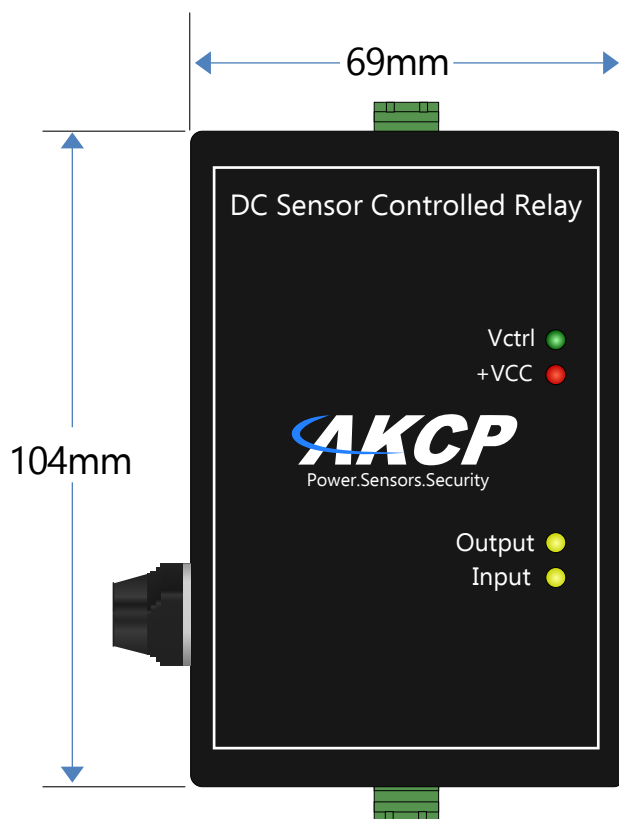 69mm
DC Sensor Controlled Relay
Vctrl
+VCC
104mm
AKCP
Power.Sensors.Security
Output
Input